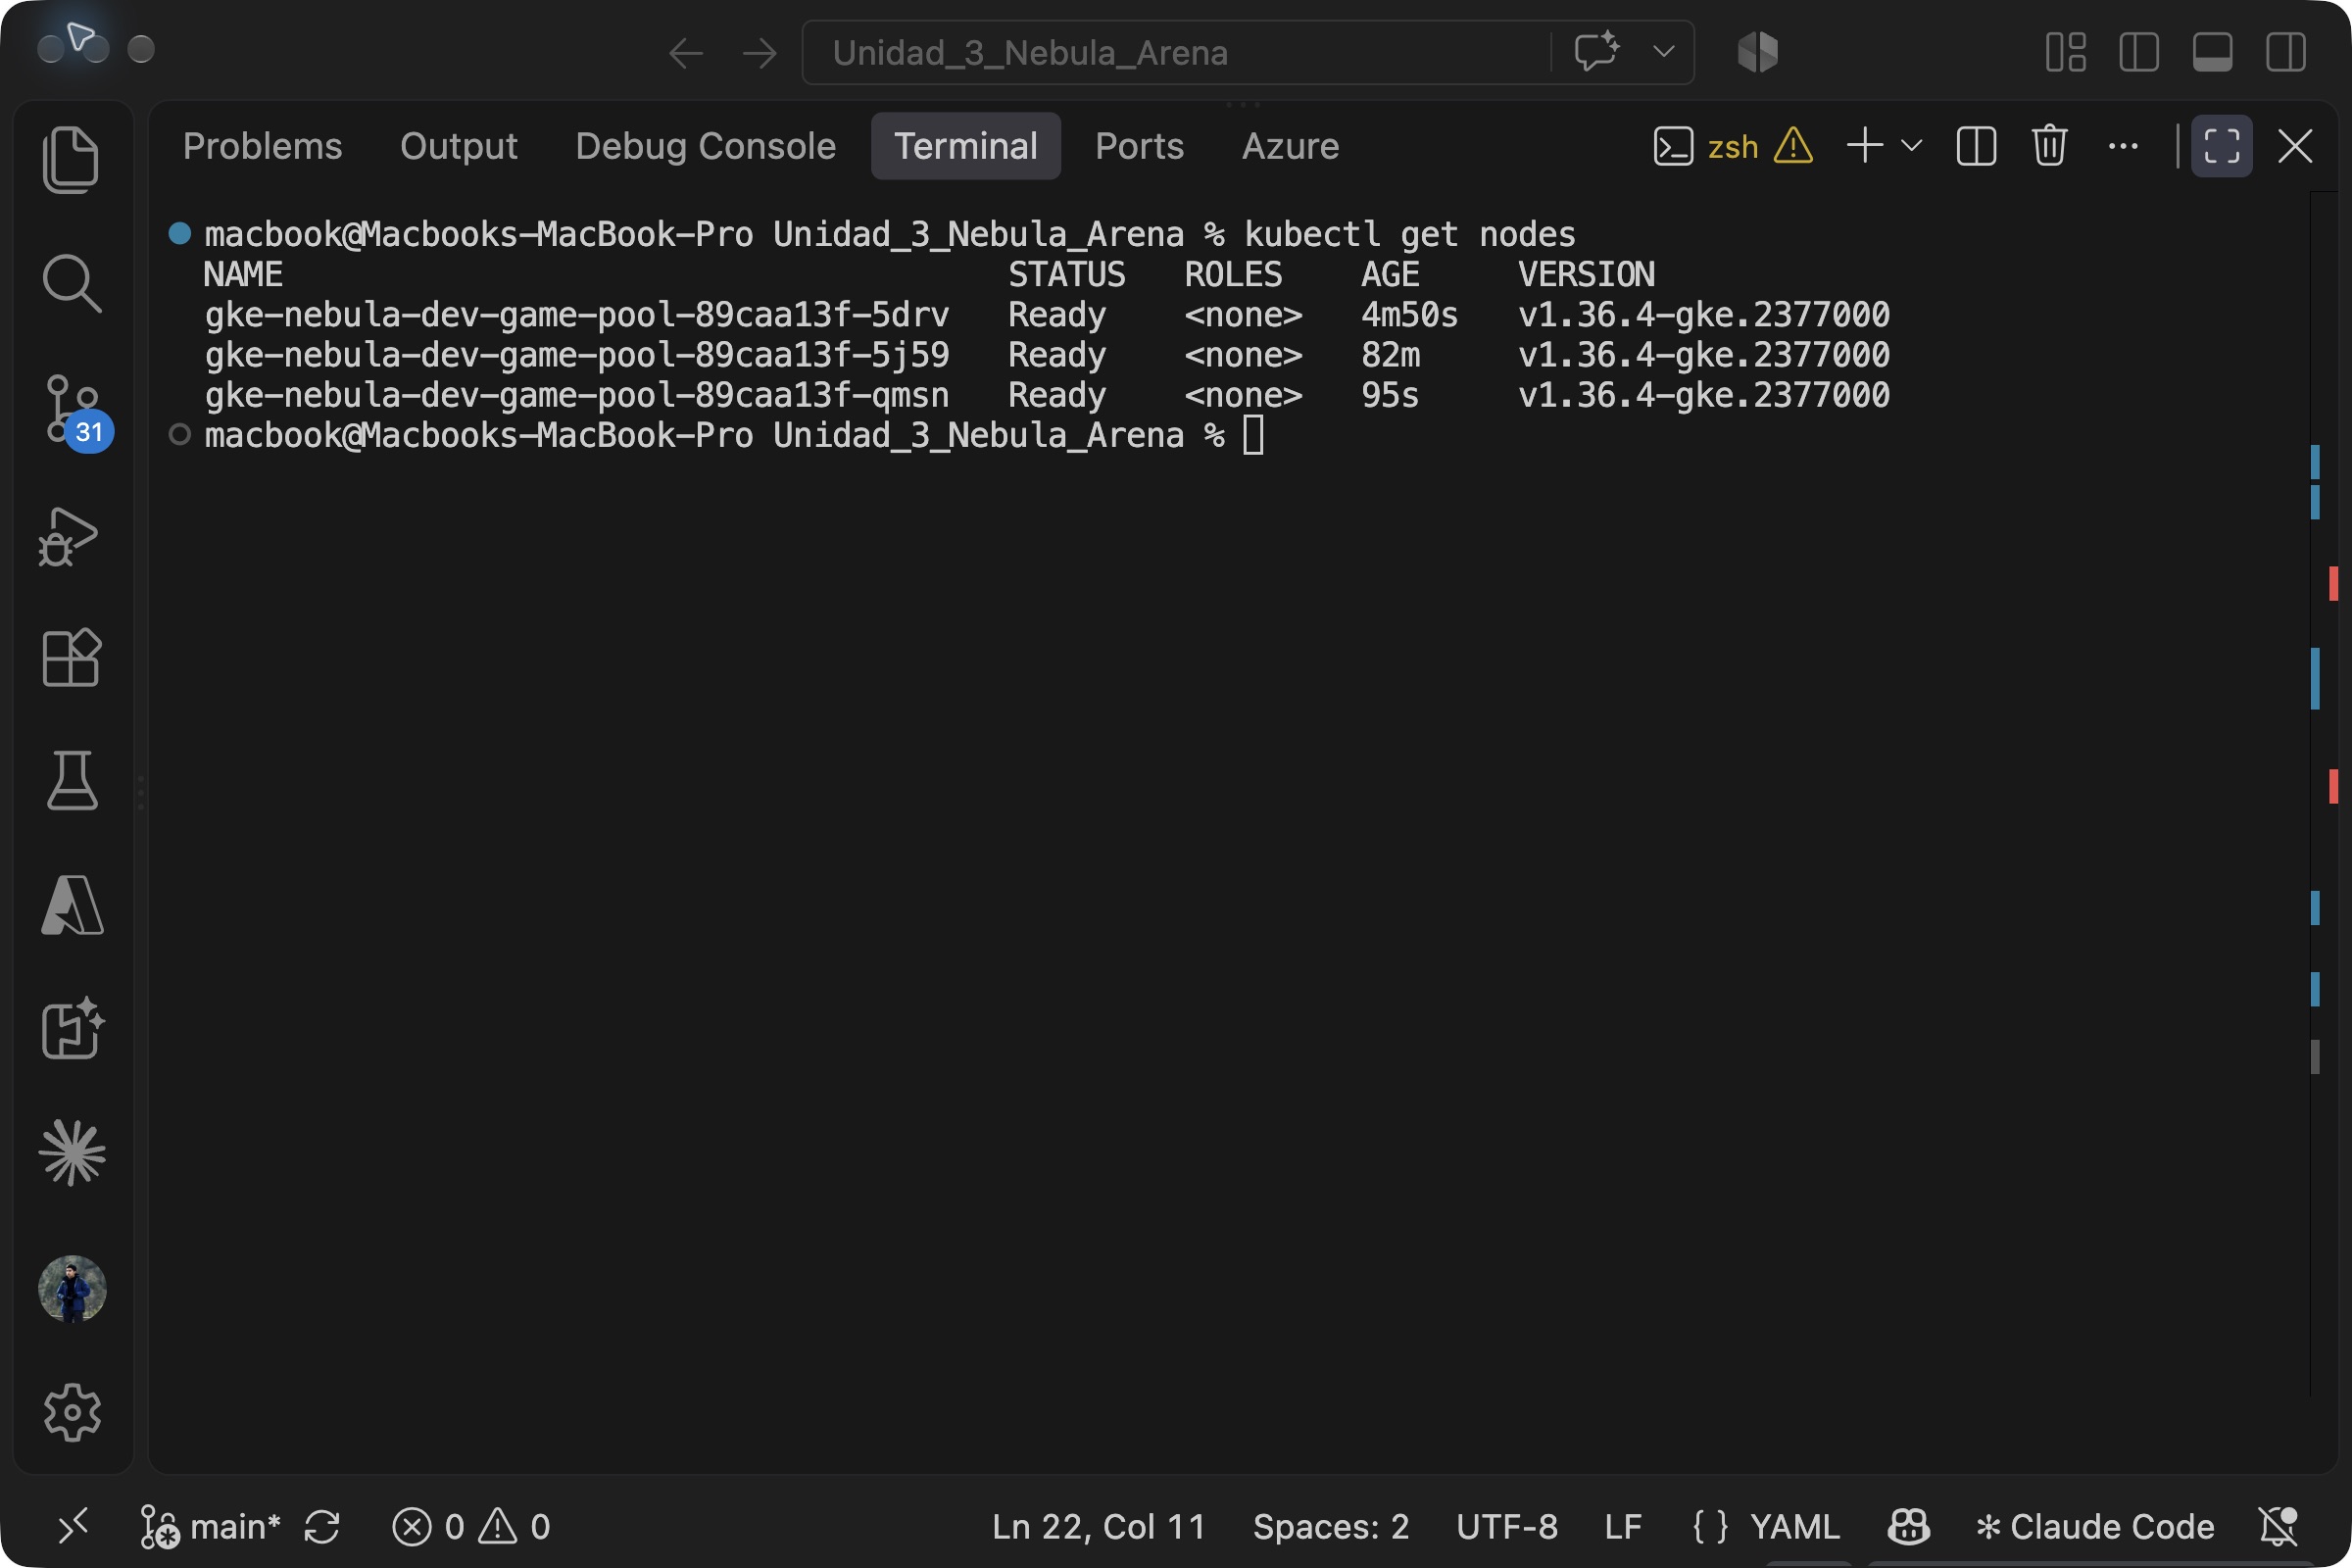 Unidad_3_Nebula_Arena
Problems Output Debug Console Terminal Ports Azure zsh
macbook@Macbooks-MacBook-Pro Unidad_3_Nebula_Arena % kubectl get nodes
NAME STATUS ROLES AGE VERSION
gke-nebula-dev-game-pool-89caa13f-5drv Ready <none> 4m50s v1.36.4-gke.2377000
gke-nebula-dev-game-pool-89caa13f-5j59 Ready <none> 82m v1.36.4-gke.2377000
gke-nebula-dev-game-pool-89caa13f-qmsn Ready <none> 95s v1.36.4-gke.2377000
macbook@Macbooks-MacBook-Pro Unidad_3_Nebula_Arena %
31
main* 0 0 Ln 22, Col 11 Spaces: 2 UTF-8 LF { } YAML Claude Code